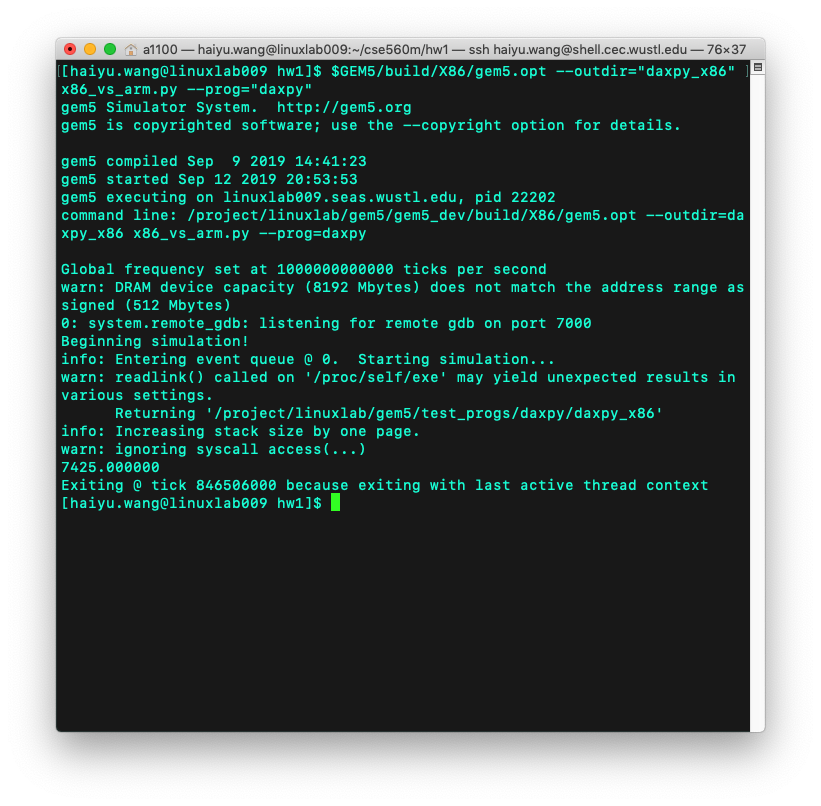 a1100 — haiyu.wang@linuxlab009:~/cse560m/hw1 — ssh haiyu.wang@shell.cec.wustl.edu — 76×37
[[haiyu.wang@linuxlab009 hw1]$ $GEM5/build/X86/gem5.opt --outdir="daxpy_x86" ]
x86_vs_arm.py --prog="daxpy"
gem5 Simulator System.  http://gem5.org
gem5 is copyrighted software; use the --copyright option for details.

gem5 compiled Sep  9 2019 14:41:23
gem5 started Sep 12 2019 20:53:53
gem5 executing on linuxlab009.seas.wustl.edu, pid 22202
command line: /project/linuxlab/gem5/gem5_dev/build/X86/gem5.opt --outdir=da
xpy_x86 x86_vs_arm.py --prog=daxpy

Global frequency set at 1000000000000 ticks per second
warn: DRAM device capacity (8192 Mbytes) does not match the address range as
signed (512 Mbytes)
0: system.remote_gdb: listening for remote gdb on port 7000
Beginning simulation!
info: Entering event queue @ 0.  Starting simulation...
warn: readlink() called on '/proc/self/exe' may yield unexpected results in
various settings.
      Returning '/project/linuxlab/gem5/test_progs/daxpy/daxpy_x86'
info: Increasing stack size by one page.
warn: ignoring syscall access(...)
7425.000000
Exiting @ tick 846506000 because exiting with last active thread context
[haiyu.wang@linuxlab009 hw1]$